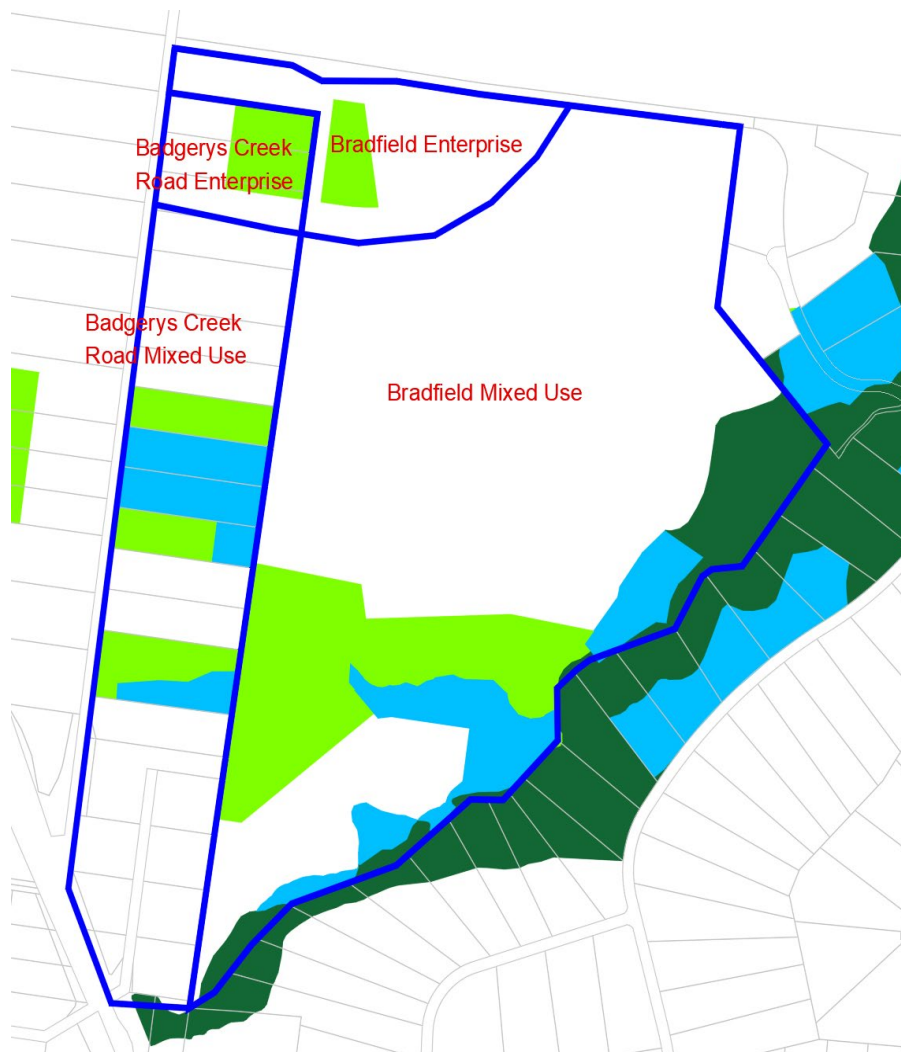 Badgerys Creek
Road Enterprise
Bradfield Enterprise
Badgerys Creek
Road Mixed Use
Bradfield Mixed Use